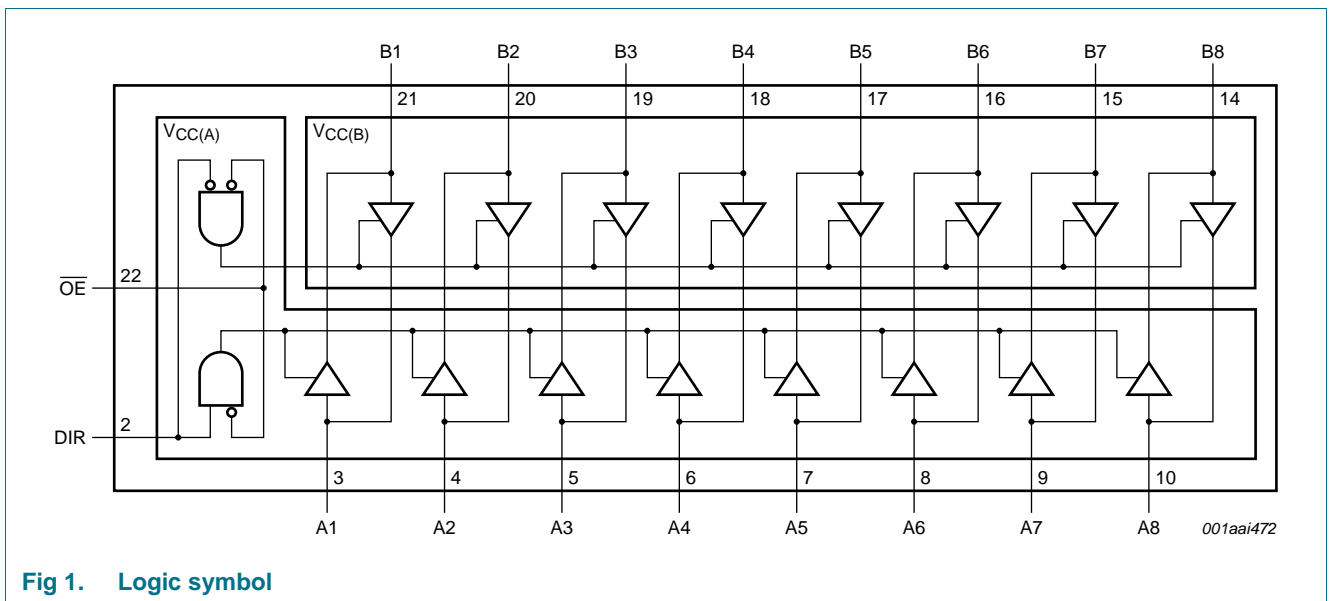 B1 B2 B3 B4 B5 B6 B7 B8
21 20 19 18 17 16 15 14
VCC(A) VCC(B)
OE 22
DIR 2
3 4 5 6 7 8 9 10
A1 A2 A3 A4 A5 A6 A7 A8 001aai472
Fig 1. Logic symbol